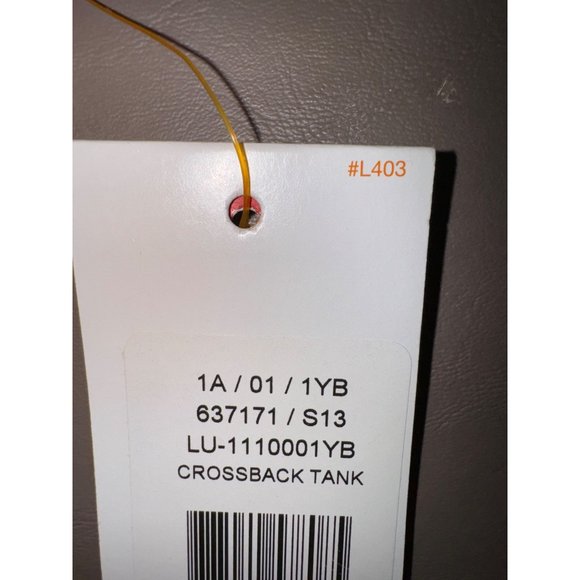 #L403
1A / 01 / 1YB
637171 / S13
LU-1110001YB
CROSSBACK TANK